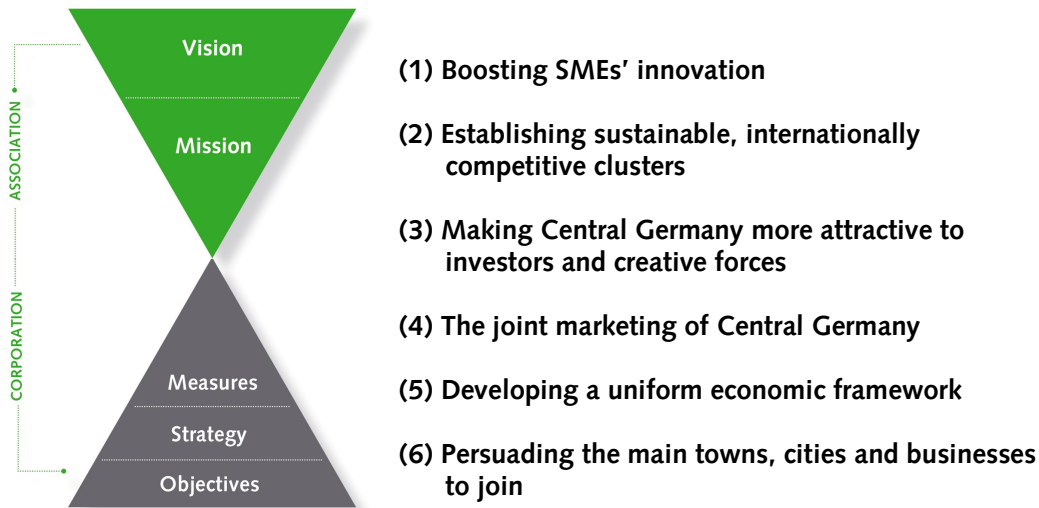 Vision
Mission
Measures
Strategy
Objectives
ASSOCIATION
CORPORATION
(1) Boosting SMEs’ innovation
(2) Establishing sustainable, internationally
competitive clusters
(3) Making Central Germany more attractive to
investors and creative forces
(4) The joint marketing of Central Germany
(5) Developing a uniform economic framework
(6) Persuading the main towns, cities and businesses
to join